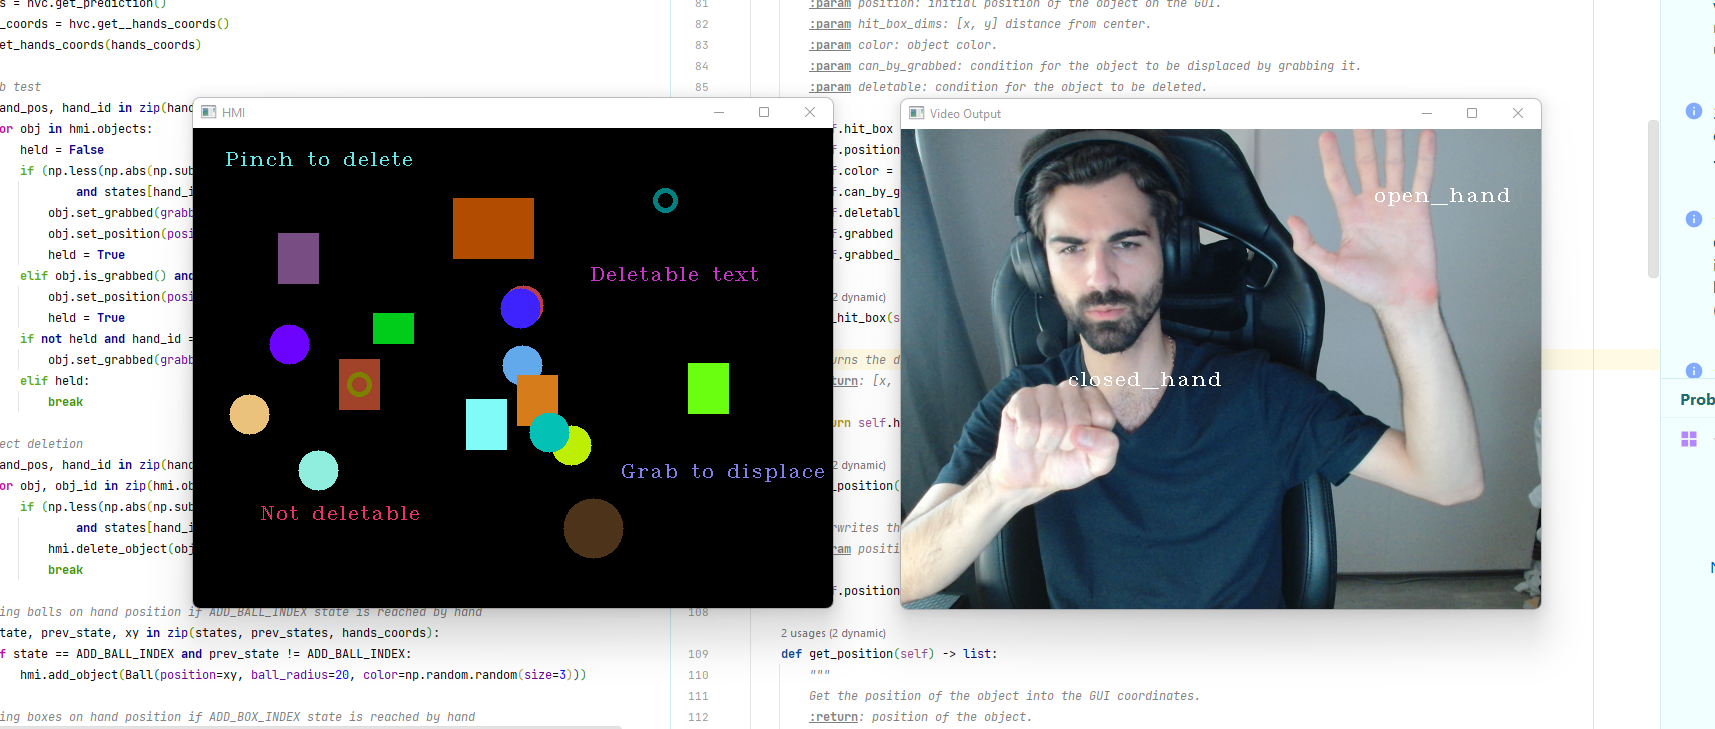 s = hvc.get_prediction()
_coords = hvc.get__hands_coords()
et_hands_coords(hands_coords)
b test
and_pos, hand_id in zip(han
or obj in hmi.objects:
held = False
if (np.less(np.abs(np.sub
and states[hand_i
obj.set_grabbed(grabb
obj.set_position(posi
held = True
elif obj.is_grabbed() and
obj.set_position(posi
held = True
if not held and hand_id =
obj.set_grabbed(grabb
elif held:
break
ect deletion
and_pos, hand_id in zip(hand
or obj, obj_id in zip(hmi.ob
if (np.less(np.abs(np.sub
and states[hand_i
hmi.delete_object(obj
break
ing balls on hand position if ADD_BALL_INDEX state is reached by hand
tate, prev_state, xy in zip(states, prev_states, hands_coords):
f state == ADD_BALL_INDEX and prev_state != ADD_BALL_INDEX:
hmi.add_object(Ball(position=xy, ball_radius=20, color=np.random.random(size=3)))
ing boxes on hand position if ADD_BOX_INDEX state is reached by hand
HMI
Pinch to delete
Deletable text
Grab to displace
Not deletable
81 :param position: initial position of the object on the GUI.
82 :param hit_box_dims: [x, y] distance from center.
83 :param color: object color.
84 :param can_by_grabbed: condition for the object to be displaced by grabbing it.
85 :param deletable: condition for the object to be deleted.
f.hit_box
f.position
f.color =
f.can_by_g
f.deletabl
f.grabbed
f.grabbed_
2 dynamic)
_hit_box(s
urns the d
turn: [x,
urn self.h
2 dynamic)
_position(
rwrites th
ram positi
f.position
108
2 usages (2 dynamic)
109 def get_position(self) -> list:
110 """
111 Get the position of the object into the GUI coordinates.
112 :return: position of the object.
Video Output
open_hand
closed_hand
Prob